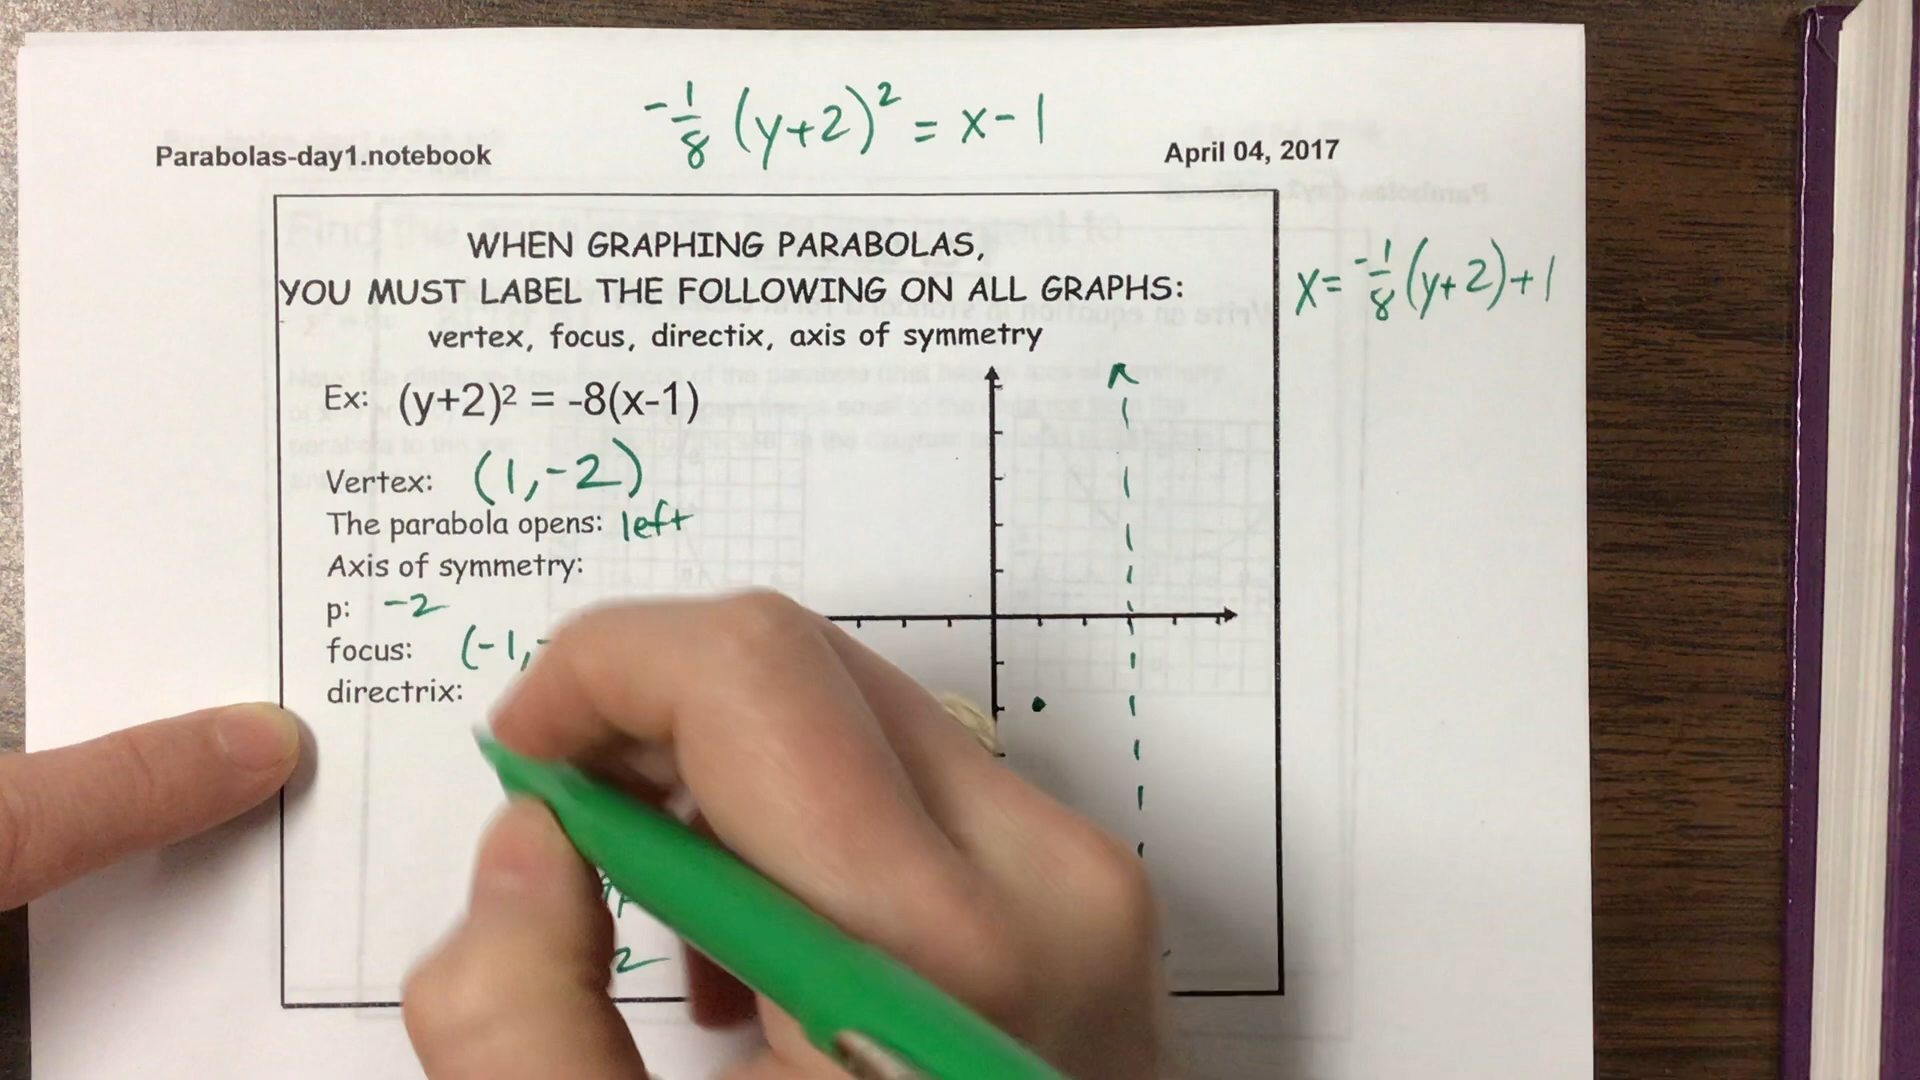 -1/8 (y+2)² = x-1
Parabolas-day1.notebook
April 04, 2017
WHEN GRAPHING PARABOLAS,
YOU MUST LABEL THE FOLLOWING ON ALL GRAPHS:
vertex, focus, directix, axis of symmetry
x= -1/8 (y+2)+1
Ex: (y+2)² = -8(x-1)
Vertex: (1,-2)
The parabola opens: left
Axis of symmetry:
p: -2
focus: (-1,-
directrix:
2